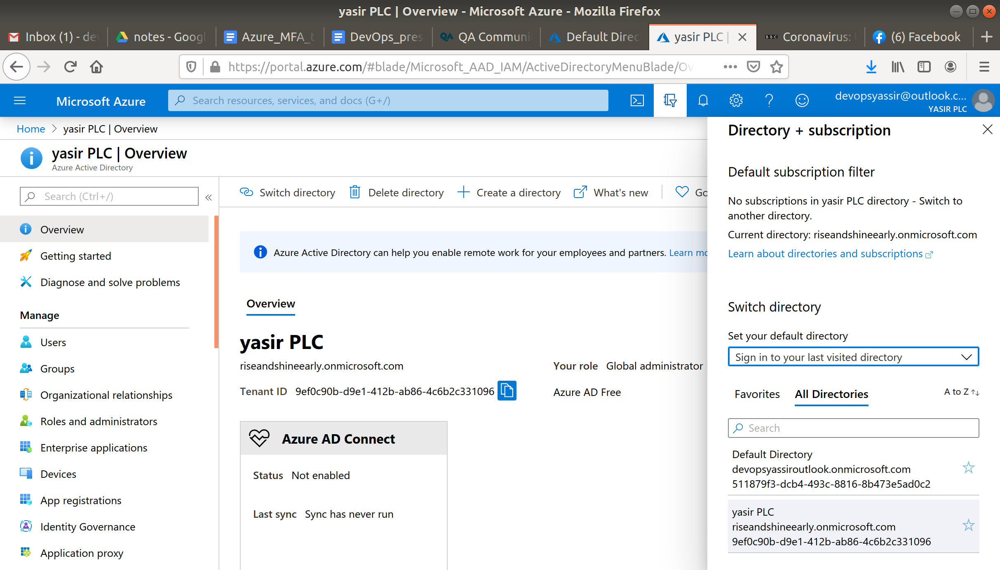 yasir PLC | Overview - Microsoft Azure - Mozilla Firefox
Inbox (1) - de
notes - Googl
Azure_MFA_t
DevOps_pres
QA Communi
Default Direc
yasir PLC |
BBC
Coronavirus:
(6) Facebook
https://portal.azure.com/#blade/Microsoft_AAD_IAM/ActiveDirectoryMenuBlade/Ov
Microsoft Azure
Search resources, services, and docs (G+/)
devopsyassir@outlook.c...
YASIR PLC
Home
yasir PLC | Overview
yasir PLC | Overview
Azure Active Directory
Search (Ctrl+/)
Overview
Getting started
Diagnose and solve problems
Manage
Users
Groups
Organizational relationships
Roles and administrators
Enterprise applications
Devices
App registrations
Identity Governance
Application proxy
Switch directory
Delete directory
Create a directory
What's new
Go
Azure Active Directory can help you enable remote work for your employees and partners. Learn mo
Overview
yasir PLC
riseandshineearly.onmicrosoft.com
Your role Global administrator
Tenant ID 9ef0c90b-d9e1-412b-ab86-4c6b2c331096
Azure AD Free
Azure AD Connect
Status Not enabled
Last sync Sync has never run
Directory + subscription
Default subscription filter
No subscriptions in yasir PLC directory - Switch to
another directory.
Current directory: riseandshineearly.onmicrosoft.com
Learn about directories and subscriptions
Switch directory
Set your default directory
Sign in to your last visited directory
Favorites
All Directories
A to Z
Search
Default Directory
devopsyassiroutlook.onmicrosoft.com
511879f3-dcb4-493c-8816-8b473e5ad0c2
yasir PLC
riseandshineearly.onmicrosoft.com
9ef0c90b-d9e1-412b-ab86-4c6b2c331096